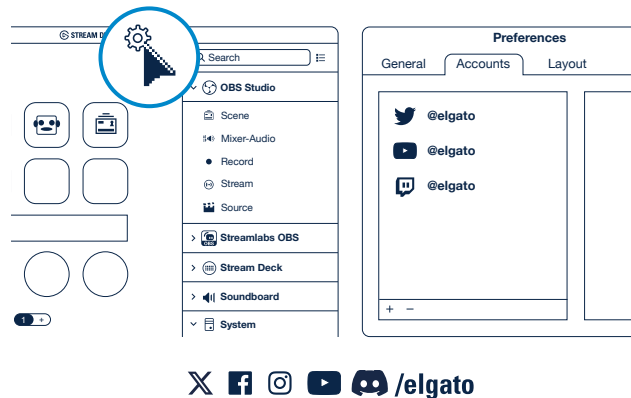 STREAM D
Search
OBS Studio
Scene
Mixer-Audio
Record
Stream
Source
Streamlabs OBS
OBS
Stream Deck
Soundboard
System
1 +
Preferences
General Accounts Layout
@elgato
@elgato
@elgato
+ −
/elgato